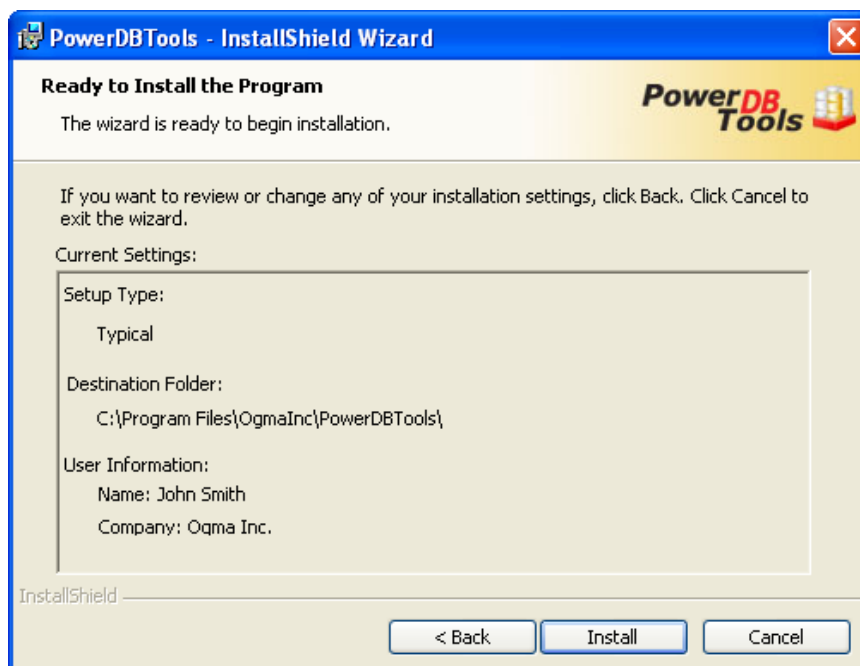 PowerDBTools - InstallShield Wizard
Ready to Install the Program
The wizard is ready to begin installation.
PowerDB
Tools
If you want to review or change any of your installation settings, click Back. Click Cancel to
exit the wizard.
Current Settings:
Setup Type:
Typical
Destination Folder:
C:\Program Files\OgmaInc\PowerDBTools\
User Information:
Name: John Smith
Company: Ogma Inc.
InstallShield
< Back
Install
Cancel